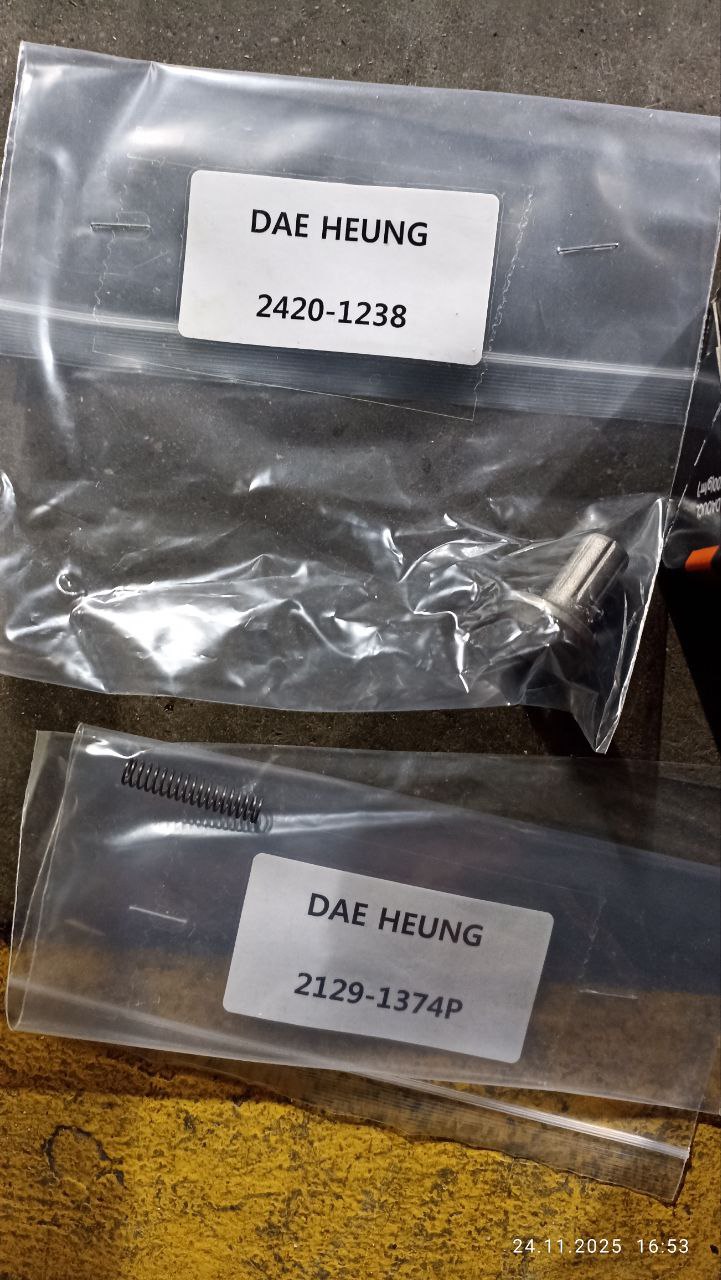 DAE HEUNG
2420-1238
DAE HEUNG
2129-1374P
24.11.2025 16:53